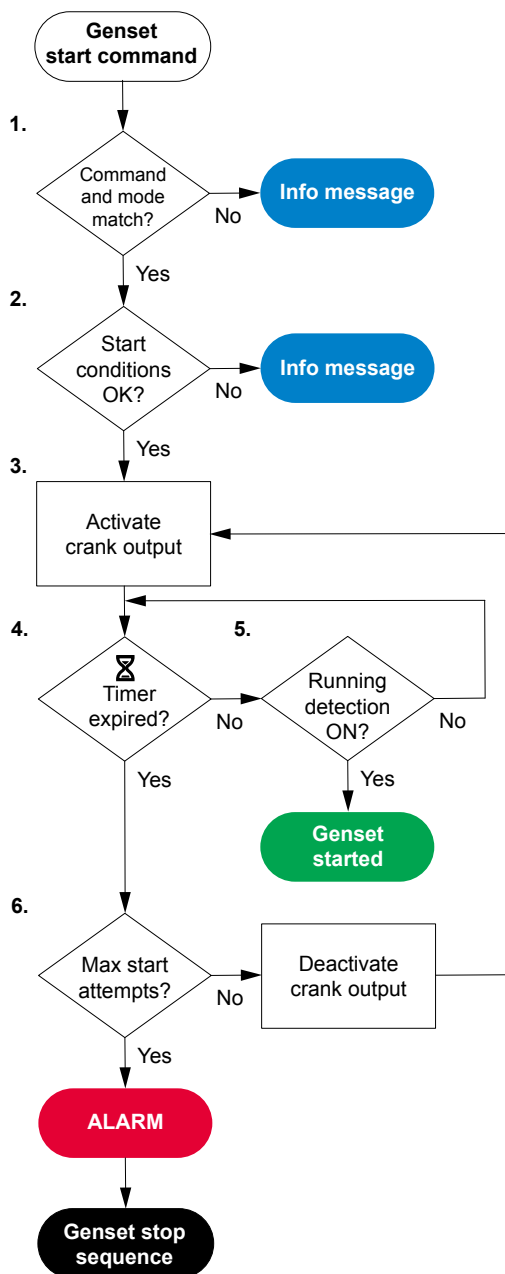 Genset
start command
1.
Command
and mode
match?
No
Info message
Yes
2.
Start
conditions
OK?
No
Info message
Yes
3.
Activate
crank output
4.
Timer
expired?
No
5.
Running
detection
ON?
No
Yes
Yes
Genset
started
6.
Max start
attempts?
No
Deactivate
crank output
Yes
ALARM
Genset stop
sequence